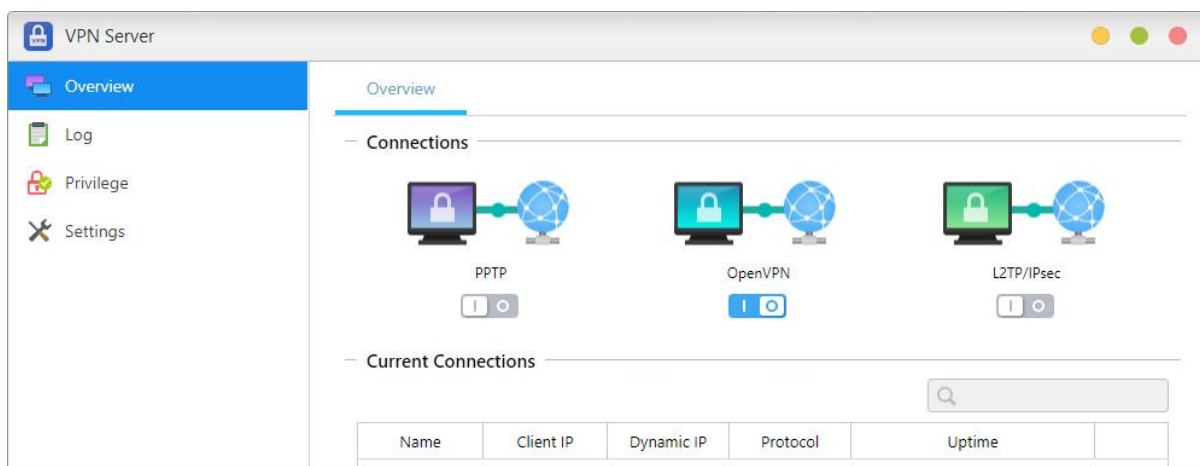 VPN Server
Overview
Log
Privilege
Settings
Overview
Connections
PPTP
OpenVPN
L2TP/IPsec
Current Connections
Name Client IP Dynamic IP Protocol Uptime